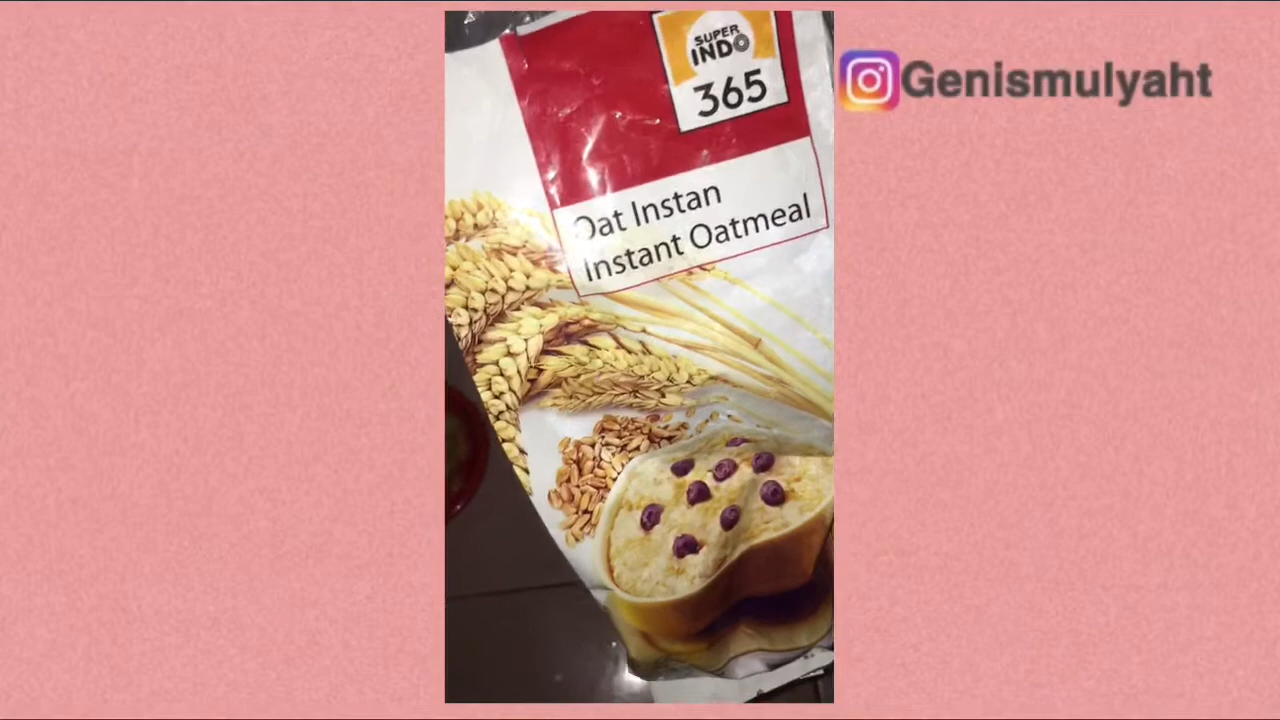 SUPER
INDO
365
Oat Instan
Instant Oatmeal
Genismulyaht